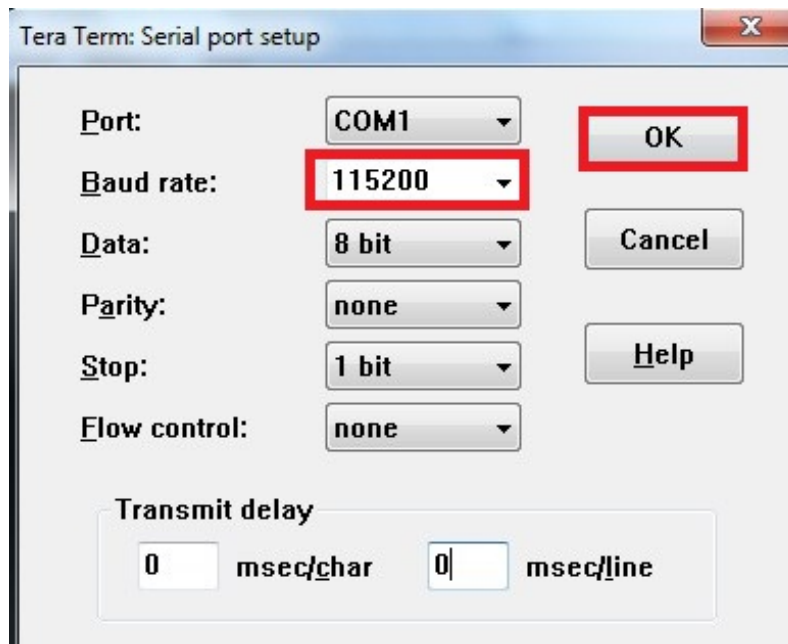 Tera Term: Serial port setup
Port: COM1 OK
Baud rate: 115200
Data: 8 bit Cancel
Parity: none
Stop: 1 bit Help
Flow control: none
Transmit delay
0 msec/char 0 msec/line